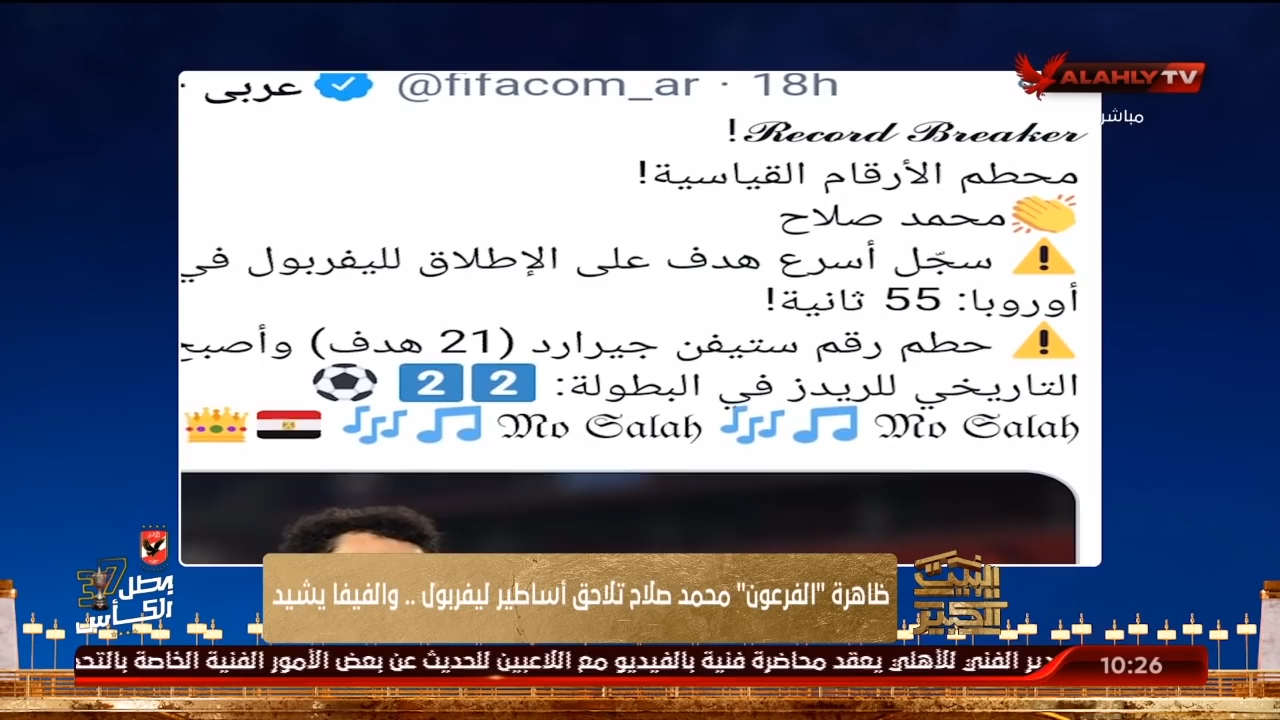 ALAHLY TV
مباشر
عربي @fifacom_ar · 18h
Record Breaker!
محطم الأرقام القياسية!
محمد صلاح
سجّل أسرع هدف على الإطلاق لليفربول في
أوروبا: 55 ثانية!
حطم رقم ستيفن جيرارد (21 هدف) وأصبح
التاريخي للريدز في البطولة: 22
Mo Salah Mo Salah
ظاهرة "الفرعون" محمد صلاح تلاحق أساطير ليفربول .. والفيفا يشيد
البيت الكبير
بطل 37
الكأس
الفني للأهلي يعقد محاضرة فنية بالفيديو مع اللاعبين للحديث عن بعض الأمور الفنية الخاصة
10:26